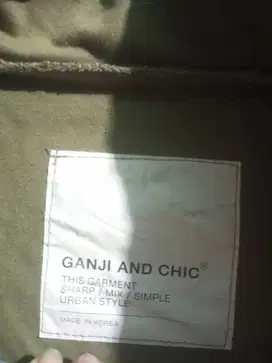 GANJI AND CHIC®
THIS GARMENT
SHARP / MIX / SIMPLE
URBAN STYLE
MADE IN KOREA